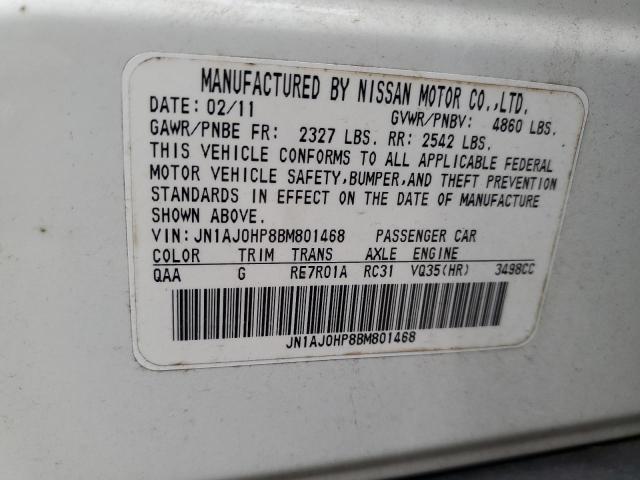 MANUFACTURED BY NISSAN MOTOR CO.,LTD.
DATE: 02/11 GVWR/PNBV: 4860 LBS.
GAWR/PNBE FR: 2327 LBS. RR: 2542 LBS.
THIS VEHICLE CONFORMS TO ALL APPLICABLE FEDERAL
MOTOR VEHICLE SAFETY,BUMPER,AND THEFT PREVENTION
STANDARDS IN EFFECT ON THE DATE OF MANUFACTURE
SHOWN ABOVE.
VIN: JN1AJ0HP8BM801468 PASSENGER CAR
COLOR TRIM TRANS AXLE ENGINE
QAA G RE7R01A RC31 VQ35(HR) 3498CC
JN1AJ0HP8BM801468